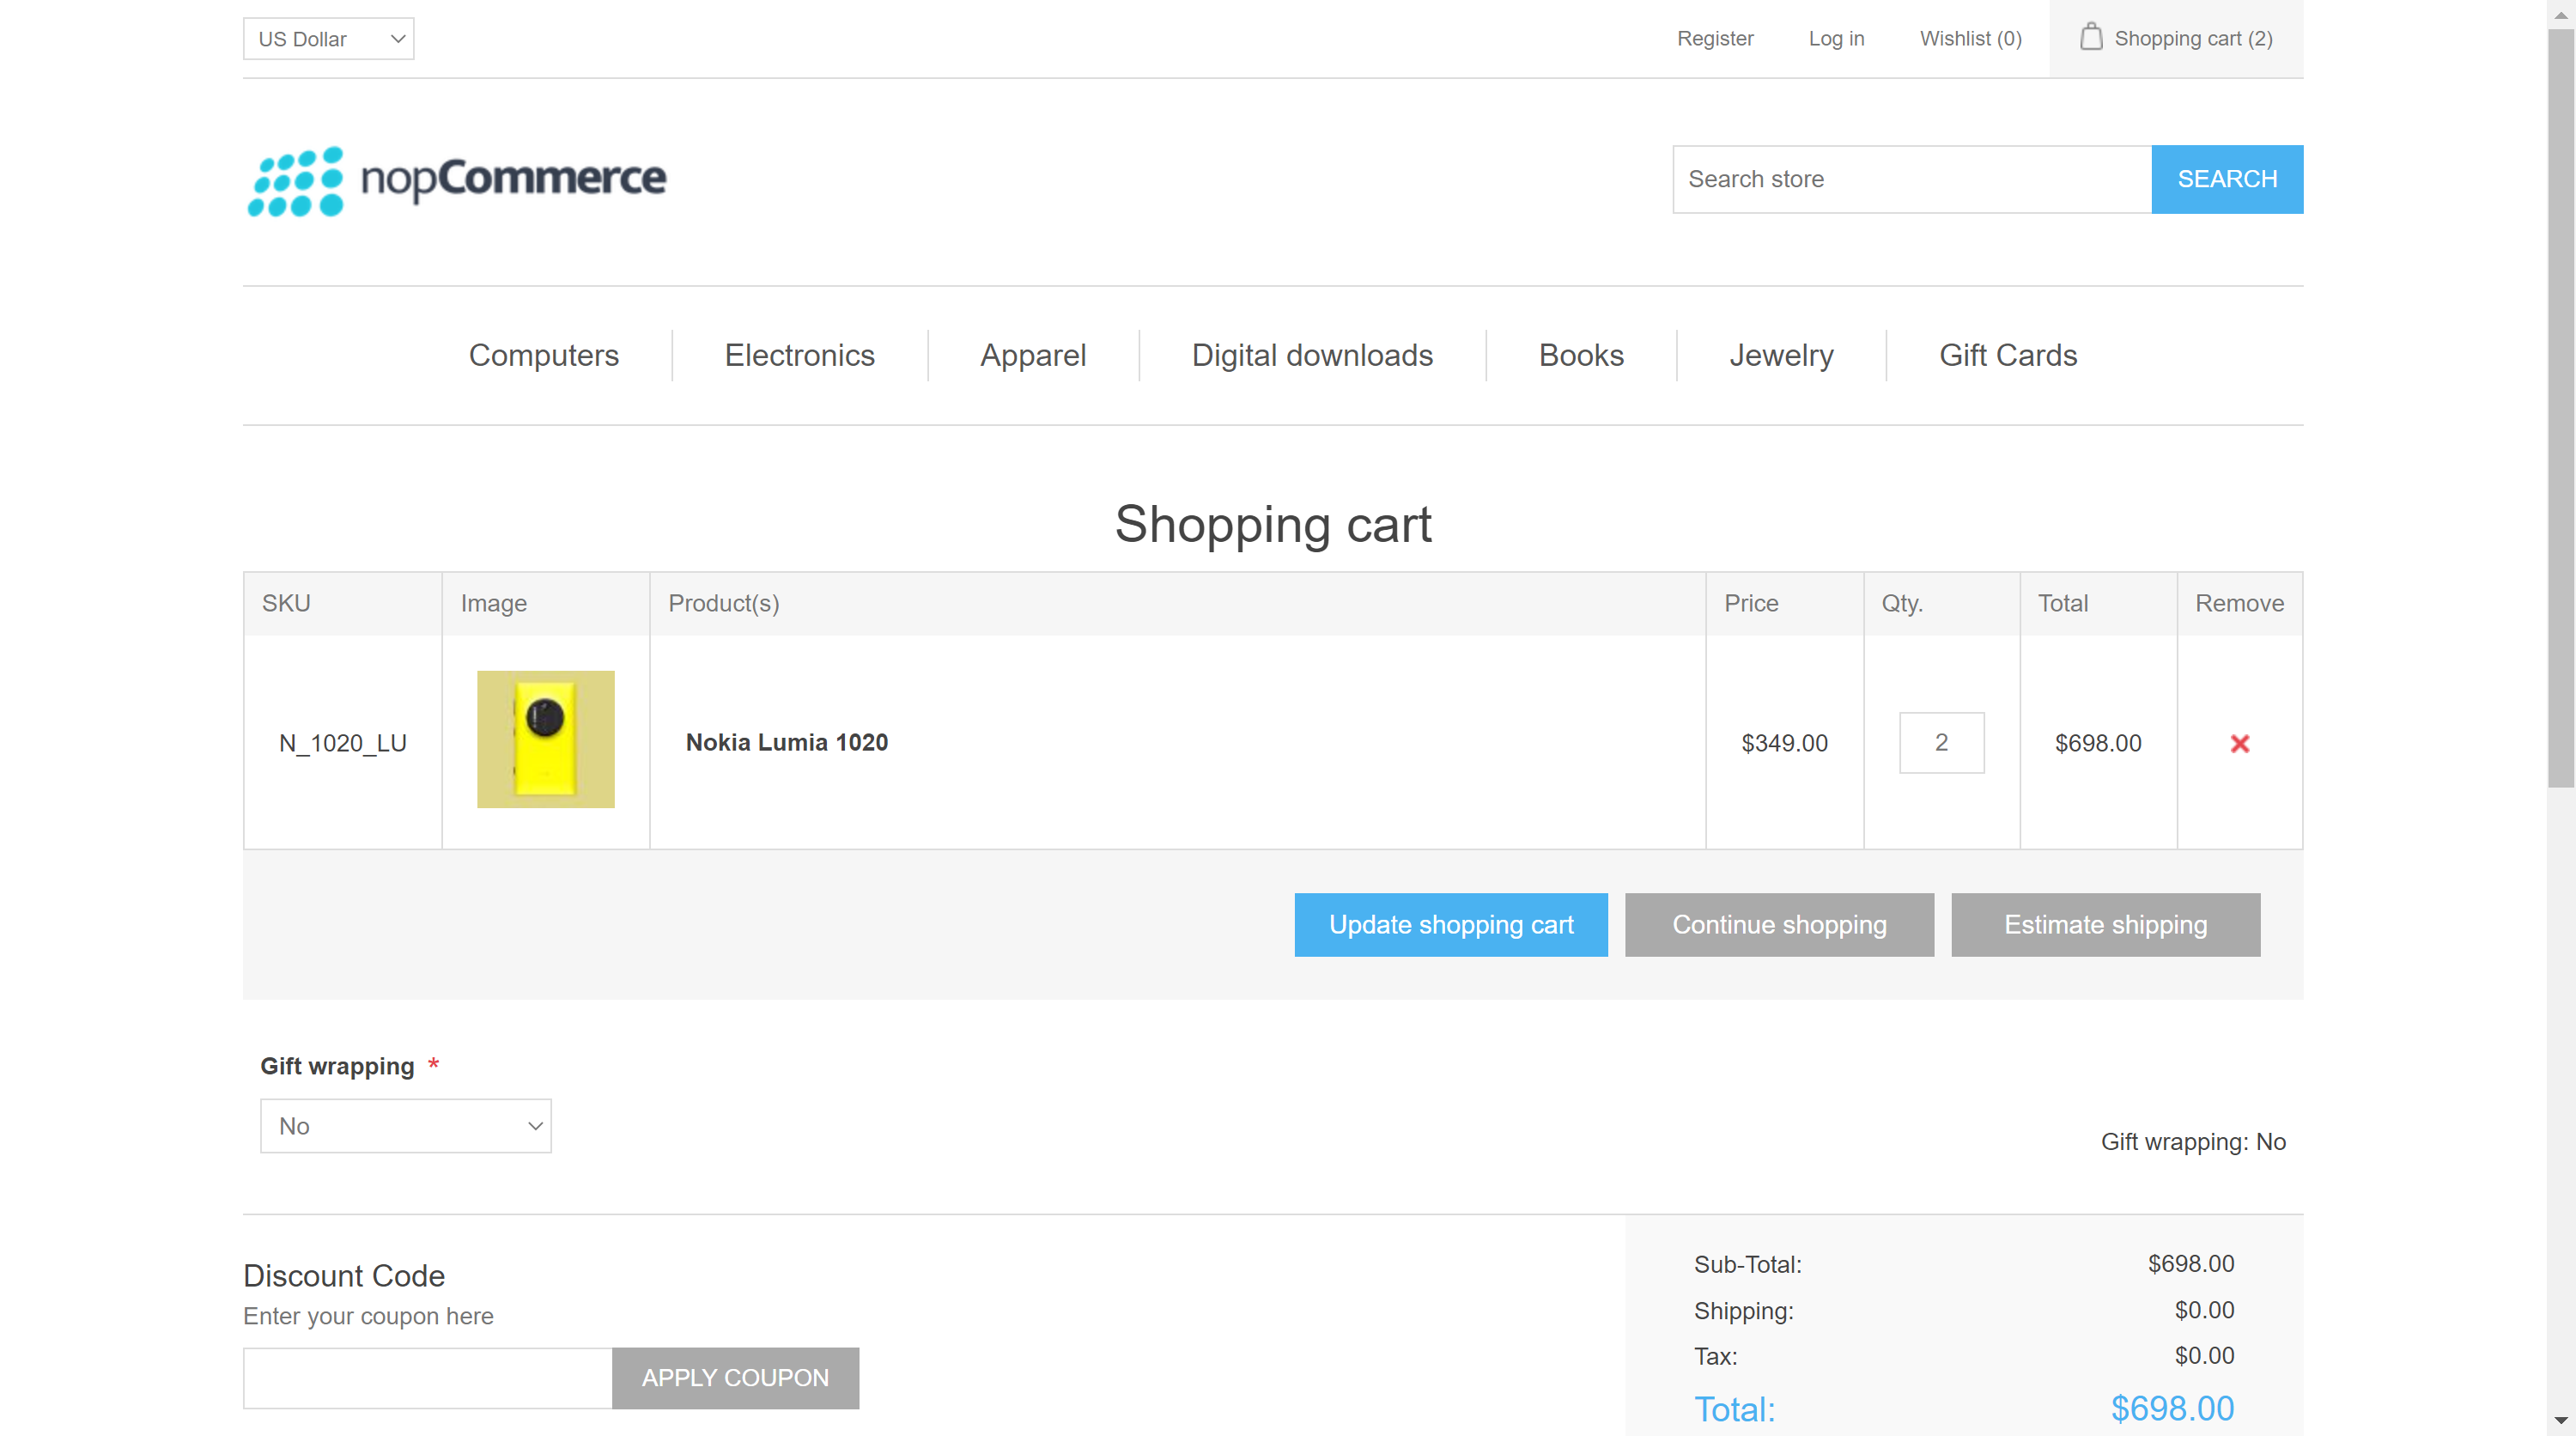 US Dollar
Register Log in Wishlist (0) Shopping cart (2)
nopCommerce
Search store SEARCH
Computers Electronics Apparel Digital downloads Books Jewelry Gift Cards
Shopping cart
SKU Image Product(s) Price Qty. Total Remove
N_1020_LU Nokia Lumia 1020 $349.00 2 $698.00
Update shopping cart Continue shopping Estimate shipping
Gift wrapping *
No
Gift wrapping: No
Discount Code
Enter your coupon here
APPLY COUPON
Sub-Total: $698.00
Shipping: $0.00
Tax: $0.00
Total: $698.00